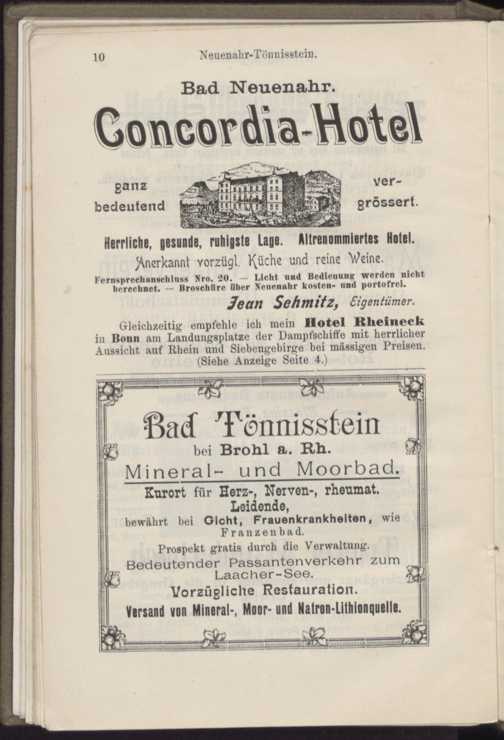 10
Neuenahr-Tönnisstein.
Bad Neuenahr.
Concordia-Hotel
ganz
bedeutend
ver-
grössert.
Herrliche, gesunde, ruhigste Lage. Altrenommiertes Hotel.
Anerkannt vorzügl. Küche und reine Weine.
Fernsprechanschluss Nro. 20. — Licht und Bedienung werden nicht
berechnet. — Broschüre über Neuenahr kosten- und portofrei.
Jean Schmitz, Eigentümer.
Gleichzeitig empfehle ich mein Hotel Rheineck
in Bonn am Landungsplatze der Dampfschiffe mit herrlicher
Aussicht auf Rhein und Siebengebirge bei mässigen Preisen.
(Siehe Anzeige Seite 4.)
Bad Tönnisstein
bei Brohl a. Rh.
Mineral- und Moorbad.
Kurort für Herz-, Nerven-, rheumat.
Leidende,
bewährt bei Gicht, Frauenkrankheiten, wie
Franzenbad.
Prospekt gratis durch die Verwaltung.
Bedeutender Passantenverkehr zum
Laacher-See.
Vorzügliche Restauration.
Versand von Mineral-, Moor- und Natron-Lithionquelle.